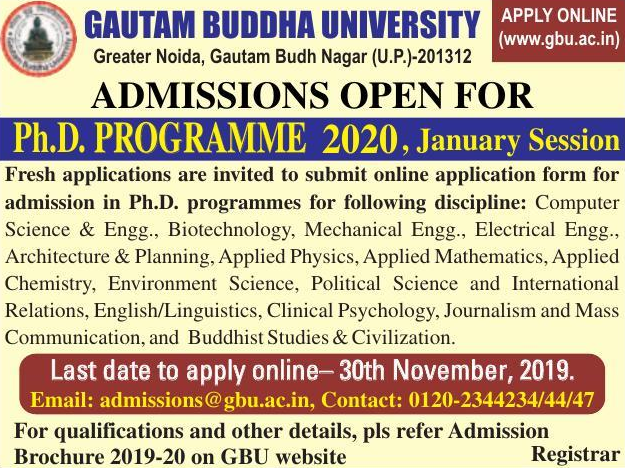 GAUTAM BUDDHA UNIVERSITY
Greater Noida, Gautam Budh Nagar (U.P.)-201312
APPLY ONLINE
(www.gbu.ac.in)
ADMISSIONS OPEN FOR
Ph.D. PROGRAMME 2020, January Session
Fresh applications are invited to submit online application form for
admission in Ph.D. programmes for following discipline: Computer
Science & Engg., Biotechnology, Mechanical Engg., Electrical Engg.,
Architecture & Planning, Applied Physics, Applied Mathematics, Applied
Chemistry, Environment Science, Political Science and International
Relations, English/Linguistics, Clinical Psychology, Journalism and Mass
Communication, and Buddhist Studies & Civilization.
Last date to apply online– 30th November, 2019.
Email: admissions@gbu.ac.in, Contact: 0120-2344234/44/47
For qualifications and other details, pls refer Admission
Brochure 2019-20 on GBU website
Registrar